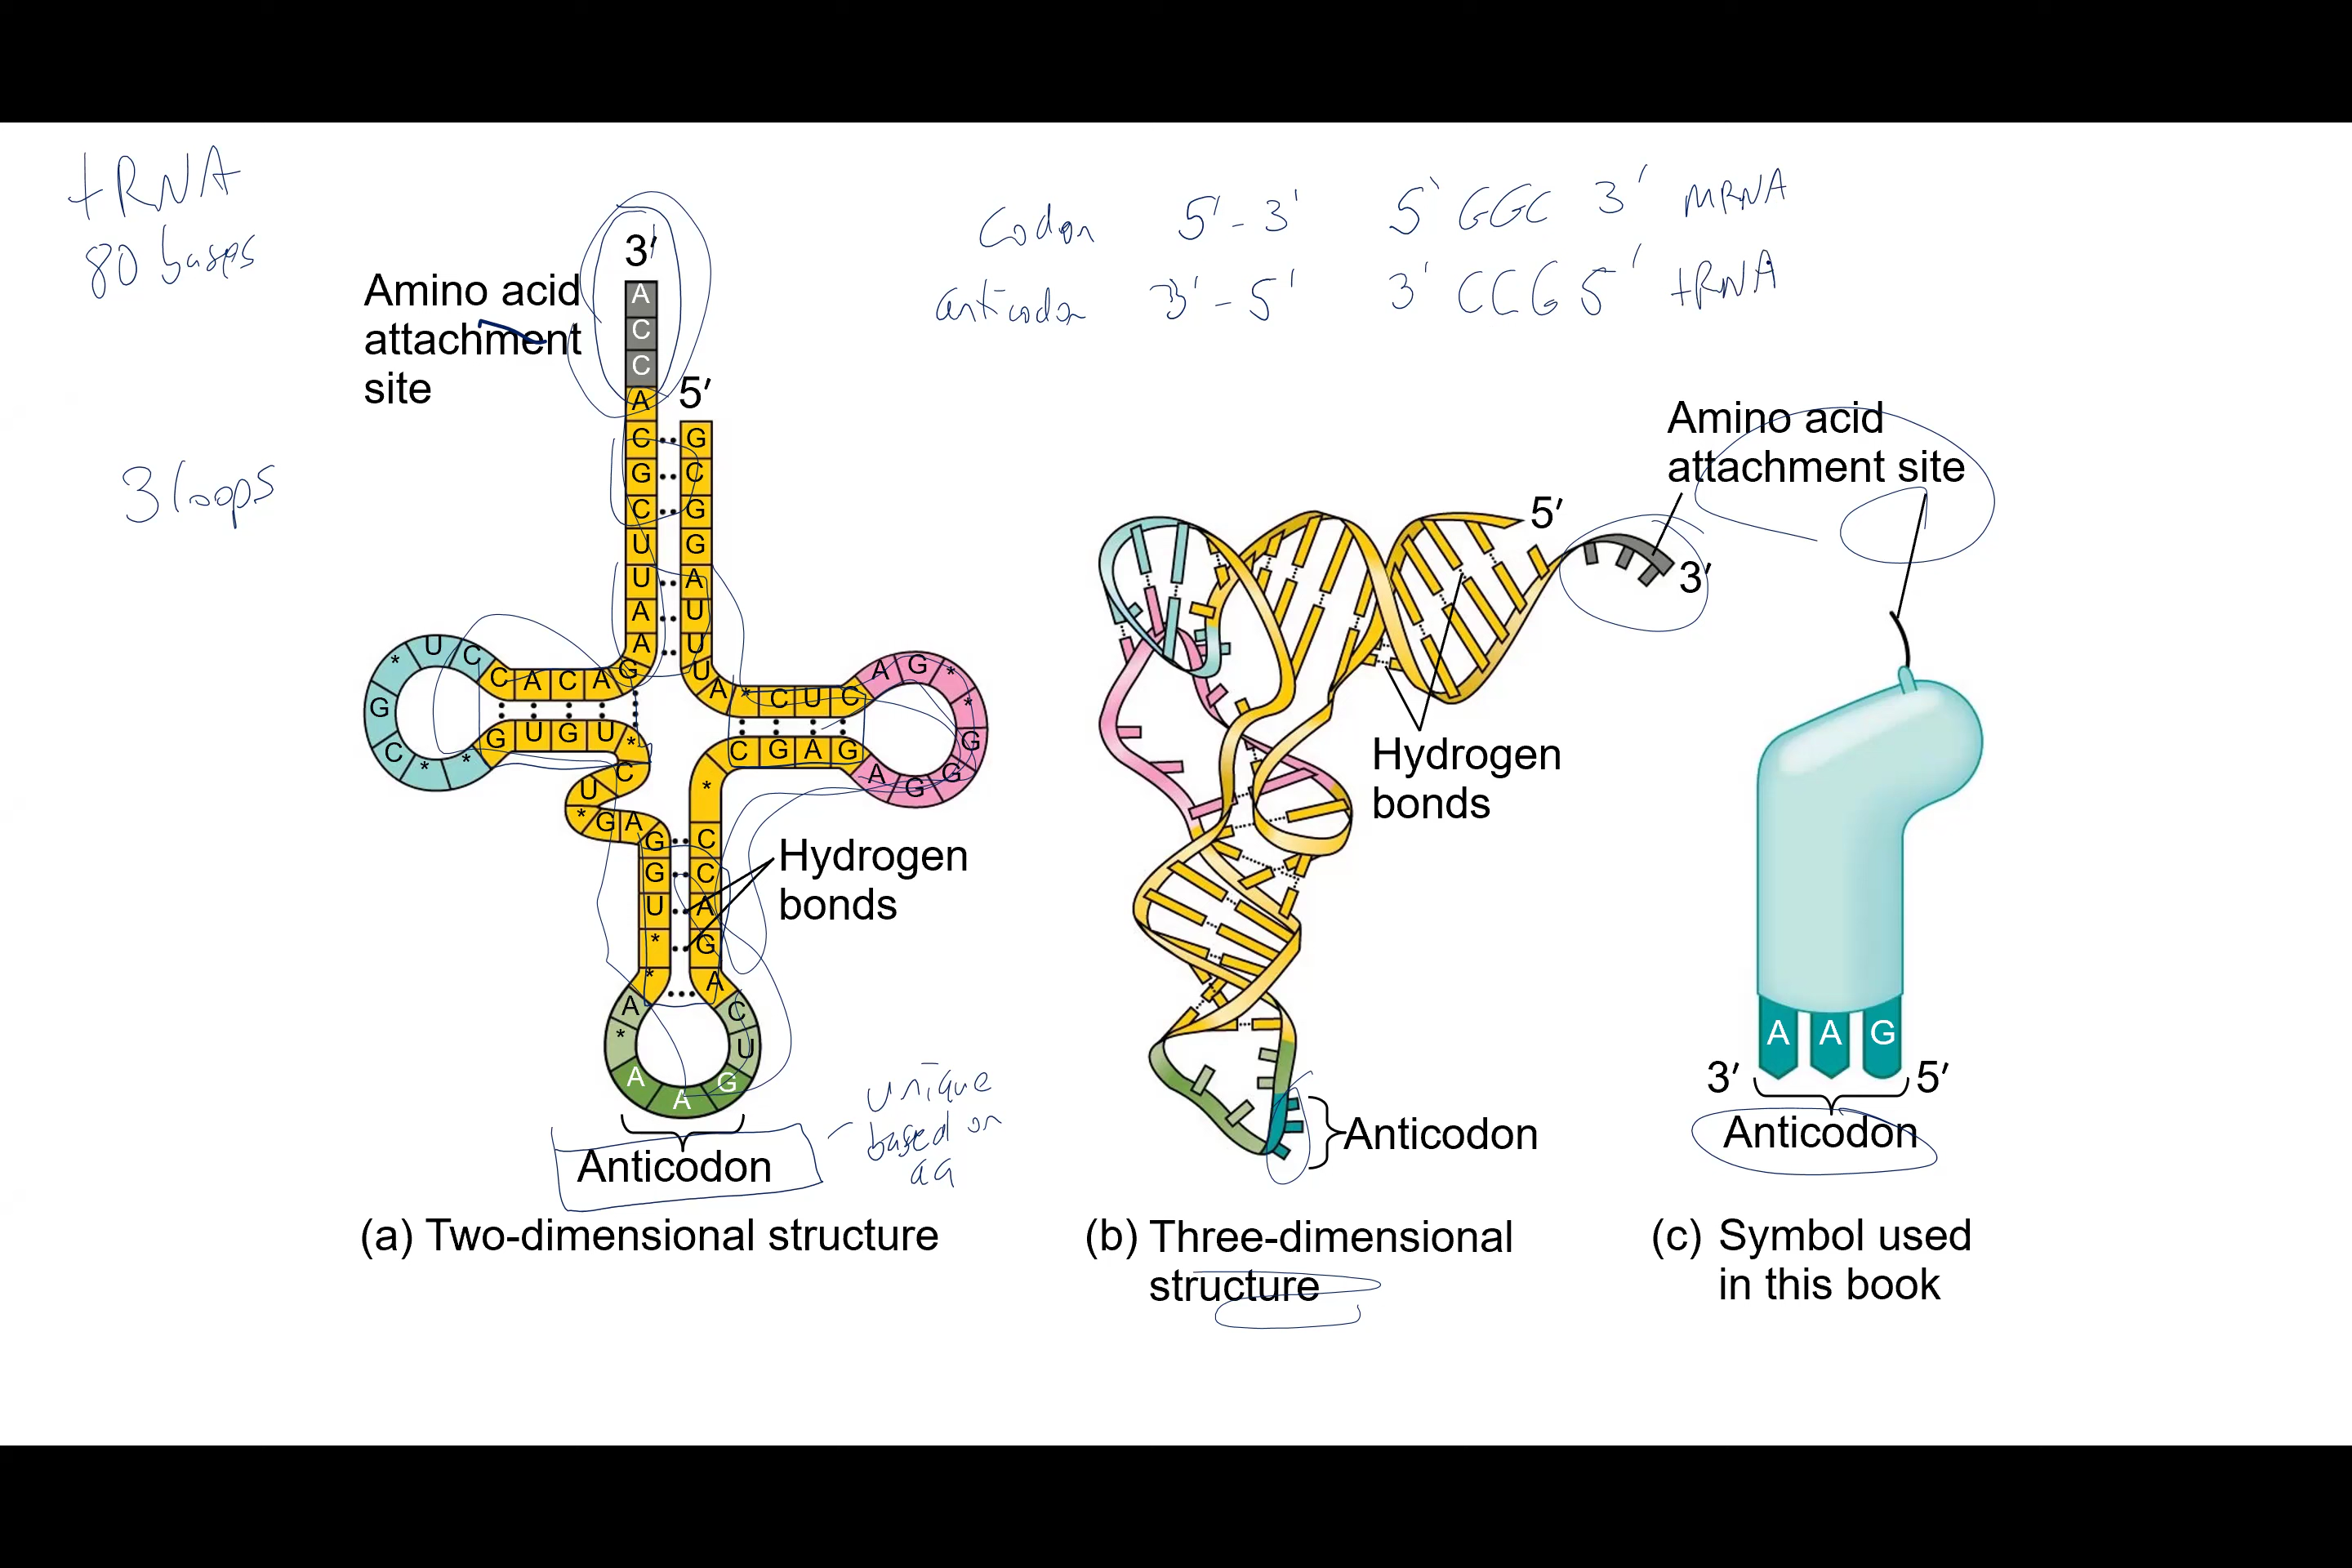 tRNA
80 bases
3 loops
Codon 5' - 3' 5' GGC 3' mRNA
anticodon 3' - 5' 3' CCG 5' tRNA
3′
Amino acid
attachment
site
A
C
C
A
5′
C G
G C
C G
U G
U A
A U
A U
G U
A
* U C C A C A
G
C * * G U G U *
* C U C A G * * G
C G A G A G G
C
U
* G A
*
G C
G C
U A
* G
* A
A C
* U
A A G
Hydrogen
bonds
Anticodon
unique
based on
aa
(a) Two-dimensional structure
Amino acid
attachment site
5′
3′
Hydrogen
bonds
Anticodon
(b) Three-dimensional
structure
A A G
3′ 5′
Anticodon
(c) Symbol used
in this book